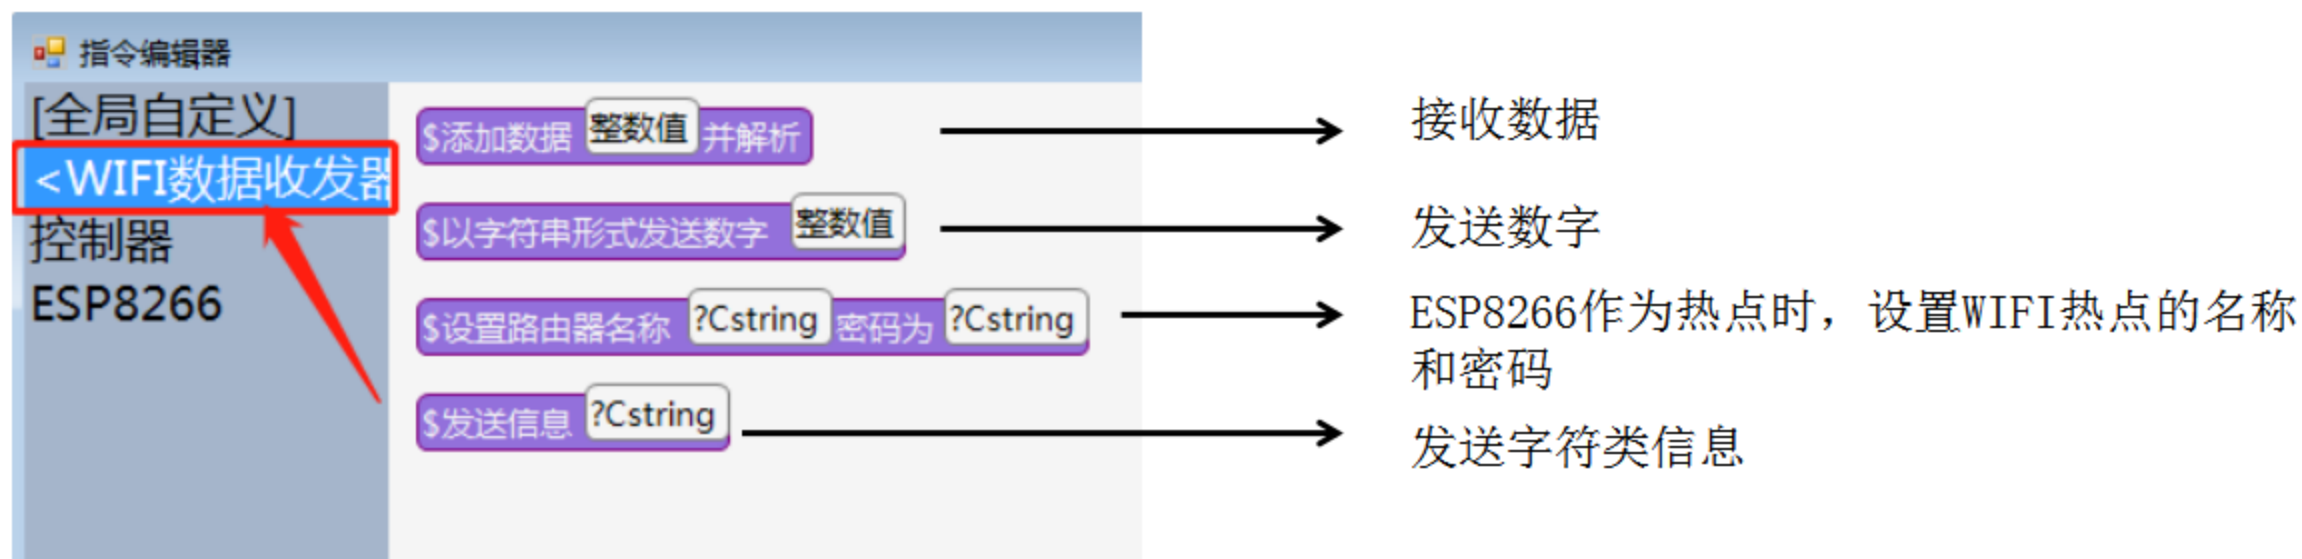 指令编辑器
[全局自定义]
<WIFI数据收发器
控制器
ESP8266
$添加数据 整数值 并解析
接收数据
$以字符串形式发送数字 整数值
发送数字
$设置路由器名称 ?Cstring 密码为 ?Cstring
ESP8266作为热点时，设置WIFI热点的名称
和密码
$发送信息 ?Cstring
发送字符类信息